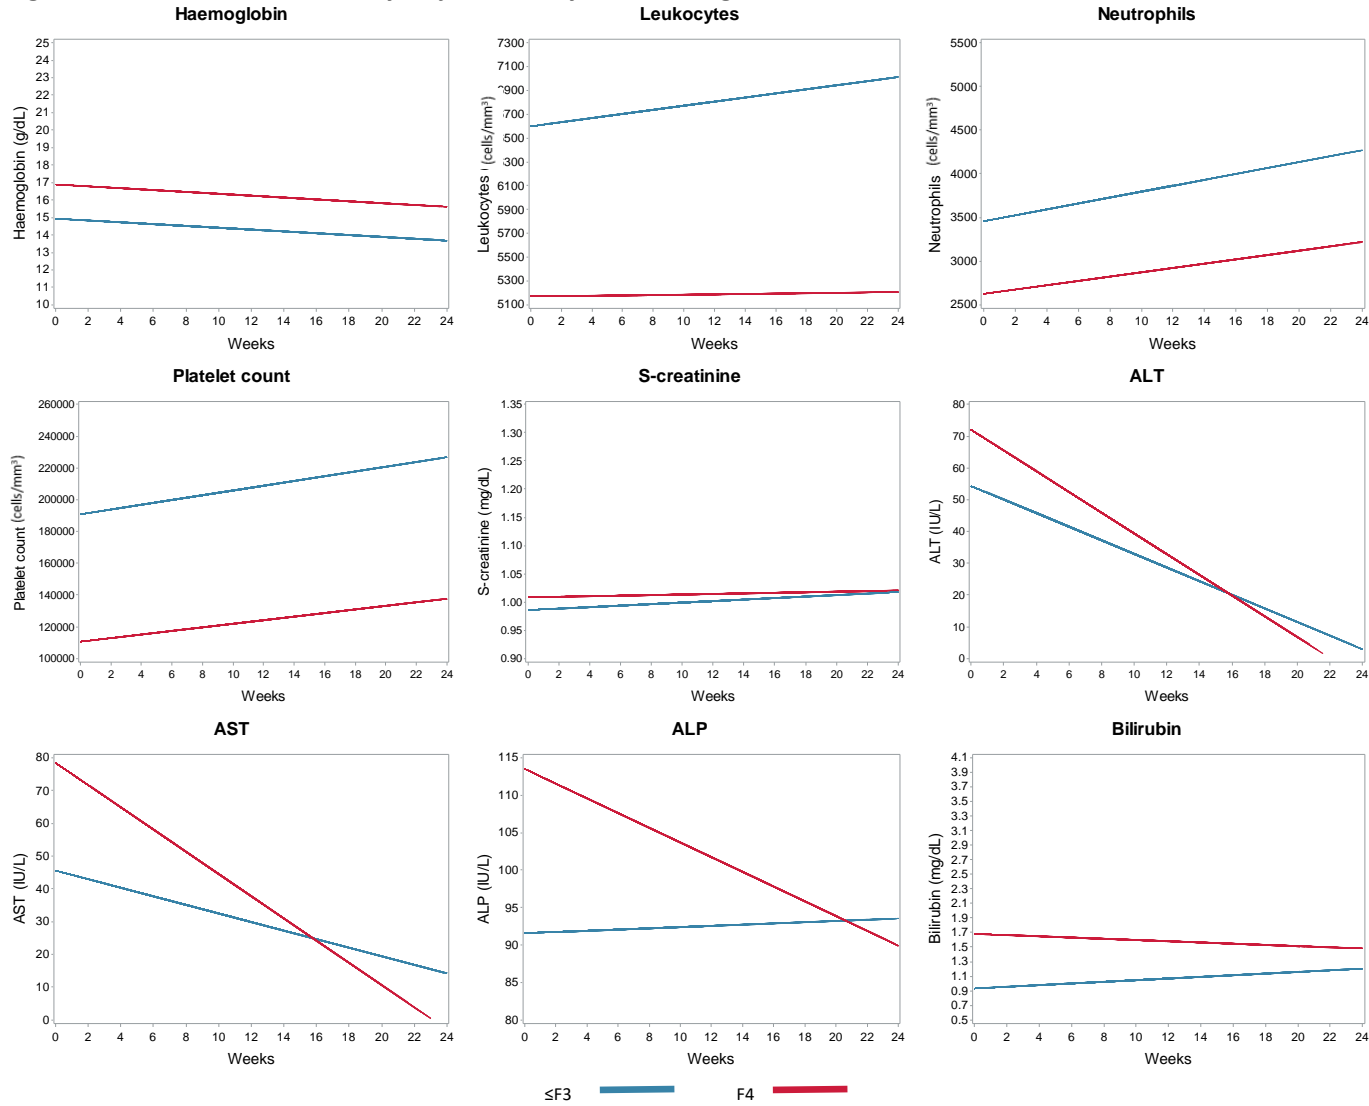 Haemoglobin
Leukocytes
Neutrophils
Haemoglobin (g/dL)
25
24
23
22
21
20
19
18
17
16
15
14
13
12
11
10
0 2 4 6 8 10 12 14 16 18 20 22 24
Weeks
Leukocytes (cells/mm³)
7300
7100
7900
7700
7500
7300
6100
5900
5700
5500
5300
5100
0 2 4 6 8 10 12 14 16 18 20 22 24
Weeks
Neutrophils (cells/mm³)
5500
4500
4000
3500
3000
2500
0 2 4 6 8 10 12 14 16 18 20 22 24
Weeks
Platelet count
S-creatinine
ALT
Platelet count (cells/mm³)
260000
240000
220000
200000
180000
160000
140000
120000
100000
0 2 4 6 8 10 12 14 16 18 20 22 24
Weeks
S-creatinine (mg/dL)
1.35
1.30
1.25
1.20
1.15
1.10
1.05
1.00
0.95
0.90
0 2 4 6 8 10 12 14 16 18 20 22 24
Weeks
ALT (IU/L)
80
70
60
50
40
30
20
10
0
0 2 4 6 8 10 12 14 16 18 20 22 24
Weeks
AST
ALP
Bilirubin
AST (IU/L)
80
70
60
50
40
30
20
10
0
0 2 4 6 8 10 12 14 16 18 20 22 24
Weeks
ALP (IU/L)
115
110
105
100
95
90
85
80
0 2 4 6 8 10 12 14 16 18 20 22 24
Weeks
Bilirubin (mg/dL)
4.1
3.9
3.7
3.5
3.3
3.1
2.9
2.7
2.5
2.3
2.1
1.9
1.7
1.5
1.3
1.1
0.9
0.7
0.5
0 2 4 6 8 10 12 14 16 18 20 22 24
Weeks
≤F3 F4